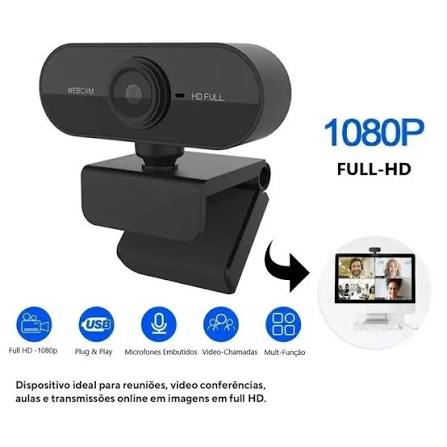 WEBCAM
HD FULL
1080P
FULL-HD
USB
Full HD -1080p
Plug & Play
Microfones Embutidos
Video-Chamadas
Mult-Função
Dispositivo ideal para reuniões, video conferências,
aulas e transmissões online em imagens em full HD.